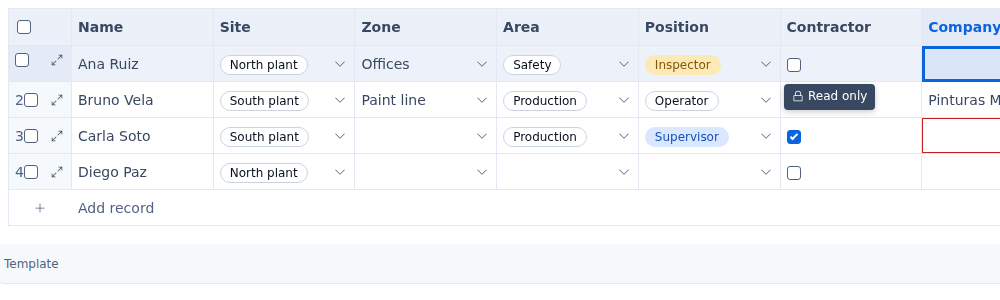 Name Site Zone Area Position Contractor Company
Ana Ruiz North plant Offices Safety Inspector
2 Bruno Vela South plant Paint line Production Operator Pinturas M
Read only
3 Carla Soto South plant Production Supervisor
4 Diego Paz North plant
+ Add record
Template